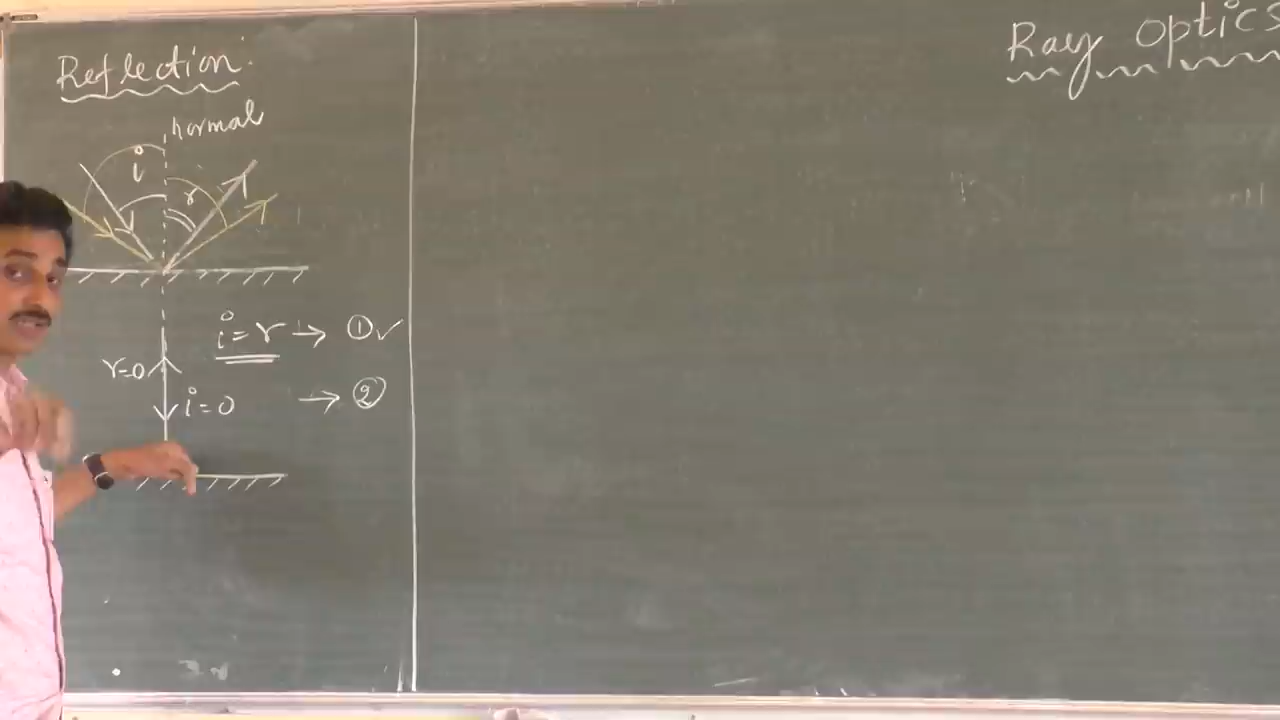 Reflection:
normal
i
r
i=r → ①✓
r=0
i=0 → ②
Ray Optics